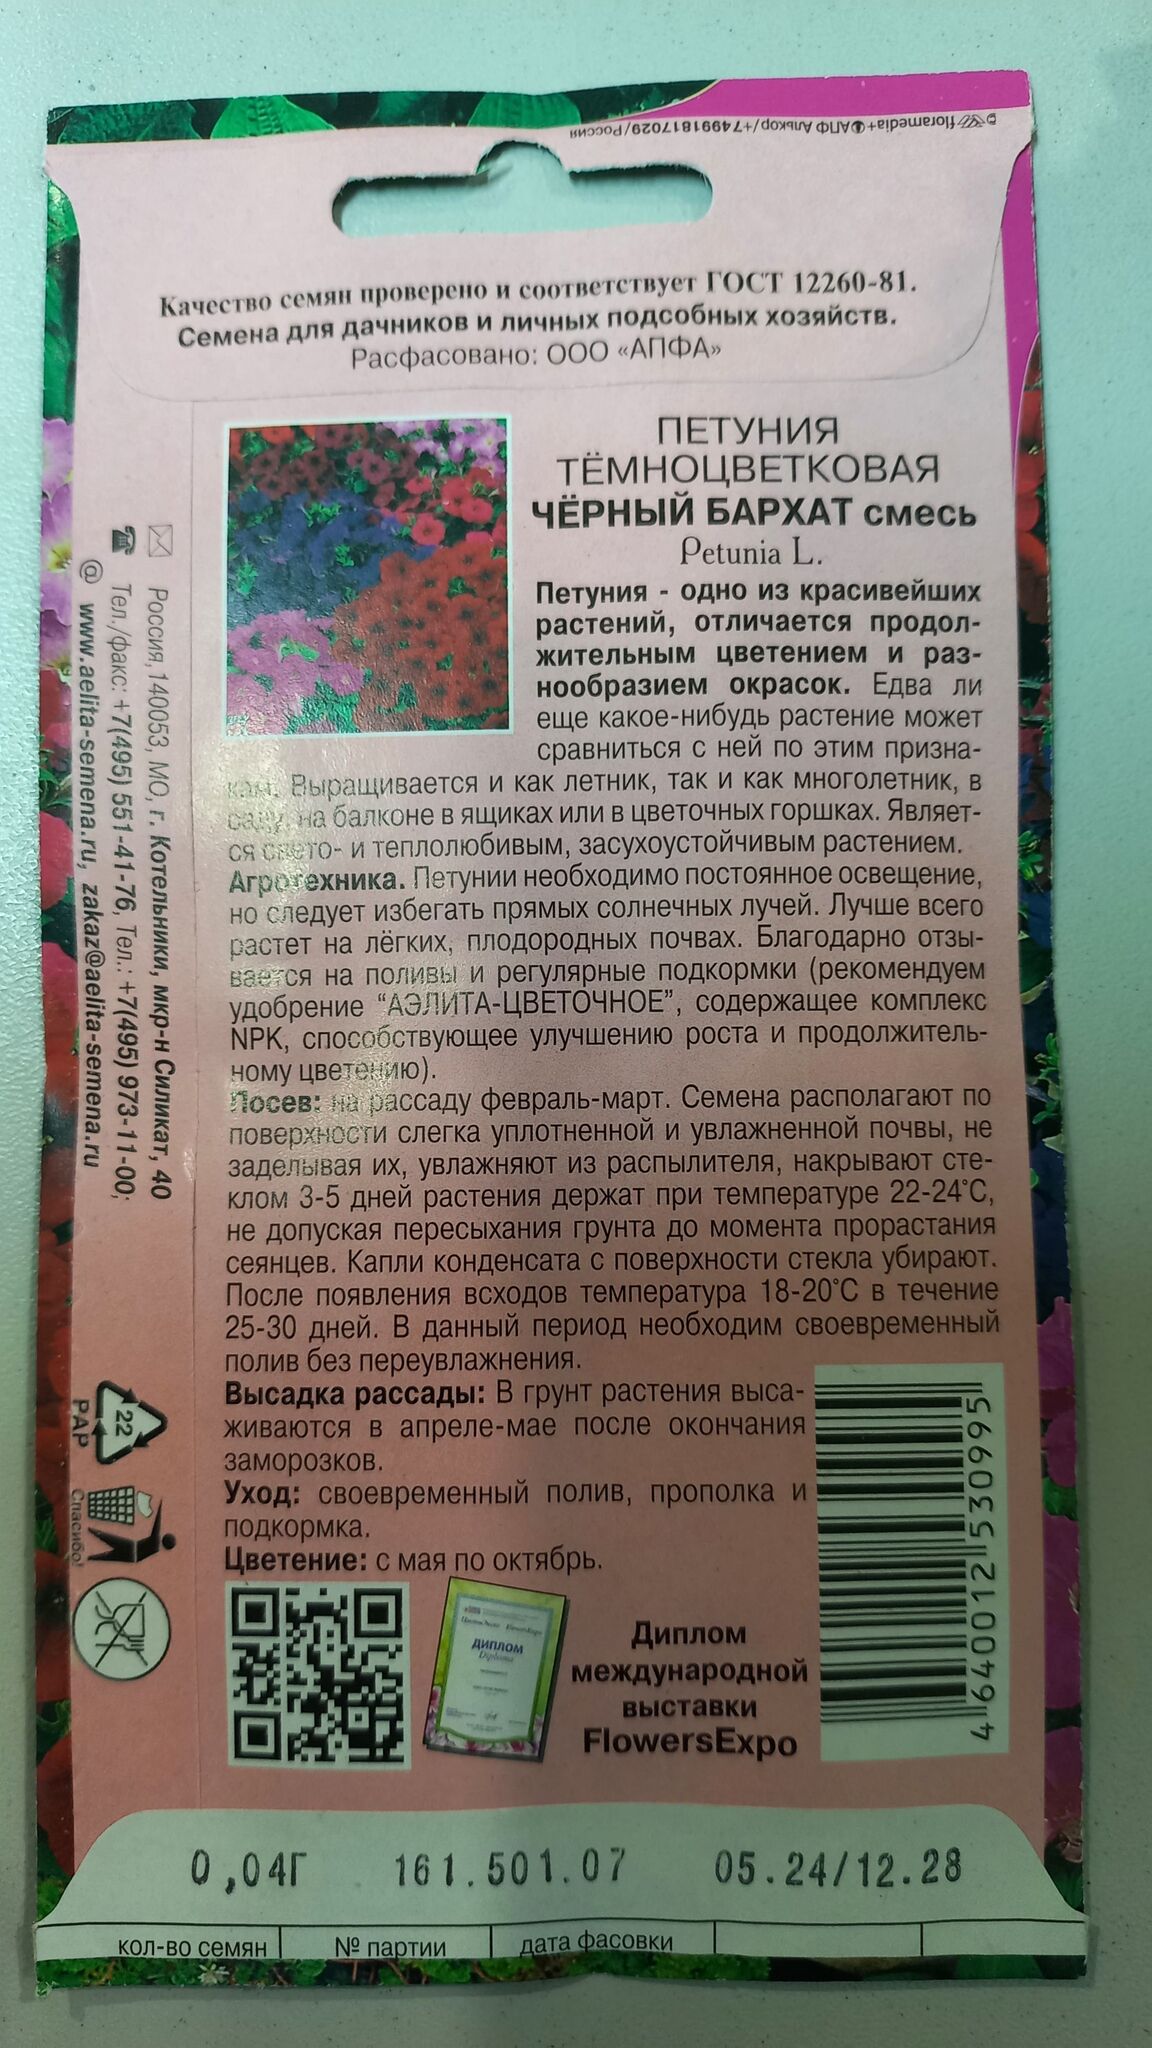 floramedia+АПФ Алькор/+74991817029/Россия
Качество семян проверено и соответствует ГОСТ 12260-81.
Семена для дачников и личных подсобных хозяйств.
Расфасовано: ООО «АПФА»
ПЕТУНИЯ
ТЁМНОЦВЕТКОВАЯ
ЧЁРНЫЙ БАРХАТ смесь
Petunia L.
Петуния - одно из красивейших
растений, отличается продол-
жительным цветением и раз-
нообразием окрасок. Едва ли
еще какое-нибудь растение может
сравниться с ней по этим призна-
кам. Выращивается и как летник, так и как многолетник, в
саду, на балконе в ящиках или в цветочных горшках. Являет-
ся свето- и теплолюбивым, засухоустойчивым растением.
Агротехника. Петунии необходимо постоянное освещение,
но следует избегать прямых солнечных лучей. Лучше всего
растет на лёгких, плодородных почвах. Благодарно отзы-
вается на поливы и регулярные подкормки (рекомендуем
удобрение “АЭЛИТА-ЦВЕТОЧНОЕ”, содержащее комплекс
NPK, способствующее улучшению роста и продолжитель-
ному цветению).
Посев: на рассаду февраль-март. Семена располагают по
поверхности слегка уплотненной и увлажненной почвы, не
заделывая их, увлажняют из распылителя, накрывают сте-
клом 3-5 дней растения держат при температуре 22-24°С,
не допуская пересыхания грунта до момента прорастания
сеянцев. Капли конденсата с поверхности стекла убирают.
После появления всходов температура 18-20°С в течение
25-30 дней. В данный период необходим своевременный
полив без переувлажнения.
Высадка рассады: В грунт растения выса-
живаются в апреле-мае после окончания
заморозков.
Уход: своевременный полив, прополка и
подкормка.
Цветение: с мая по октябрь.
ДИПЛОМ
Diploma
Диплом
международной
выставки
FlowersExpo
4 640012 530995
Россия, 140053, МО, г. Котельники, мкр-н Силикат, 40
Тел./факс: +7(495) 551-41-76, Тел.: +7(495) 973-11-00;
@ www.aelita-semena.ru, zakaz@aelita-semena.ru
22
PAP
Спасибо!
0,04Г 161.501.07 05.24/12.28
кол-во семян № партии дата фасовки